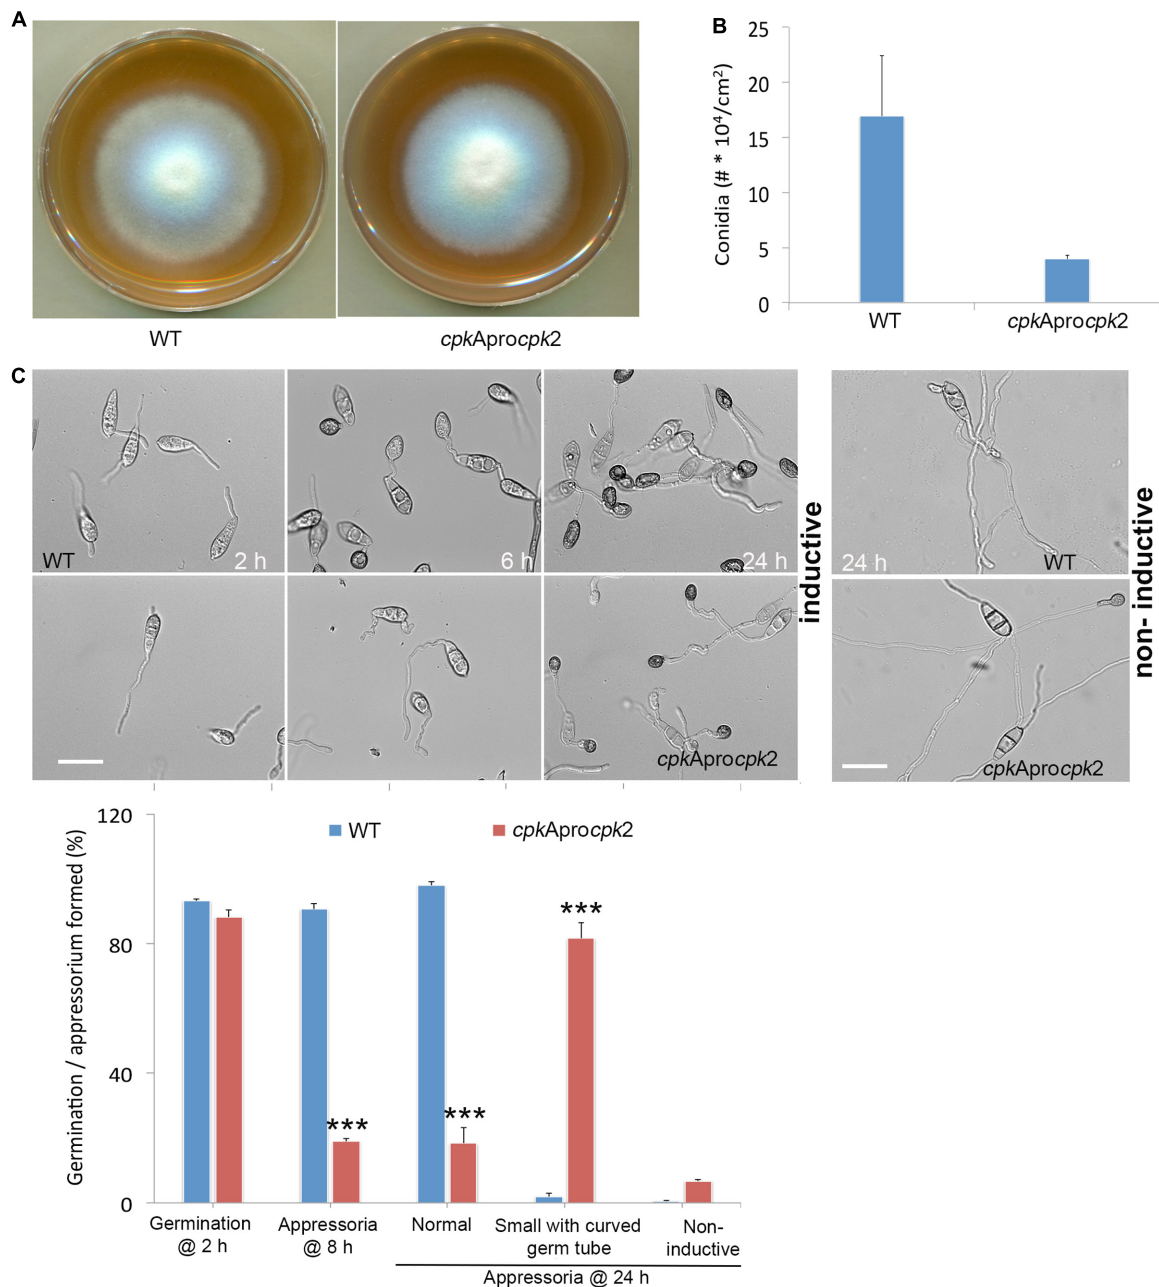 A
WT
cpkAprocpk2
B
Conidia (# * 10⁴/cm²)
25
20
15
10
5
0
WT
cpkAprocpk2
C
WT
2 h
6 h
24 h
inductive
24 h
WT
non- inductive
cpkAprocpk2
cpkAprocpk2
Germination / appressorium formed (%)
120
80
40
0
WT
cpkAprocpk2
***
***
***
Germination
@ 2 h
Appressoria
@ 8 h
Normal
Small with curved
germ tube
Non-
inductive
Appressoria @ 24 h